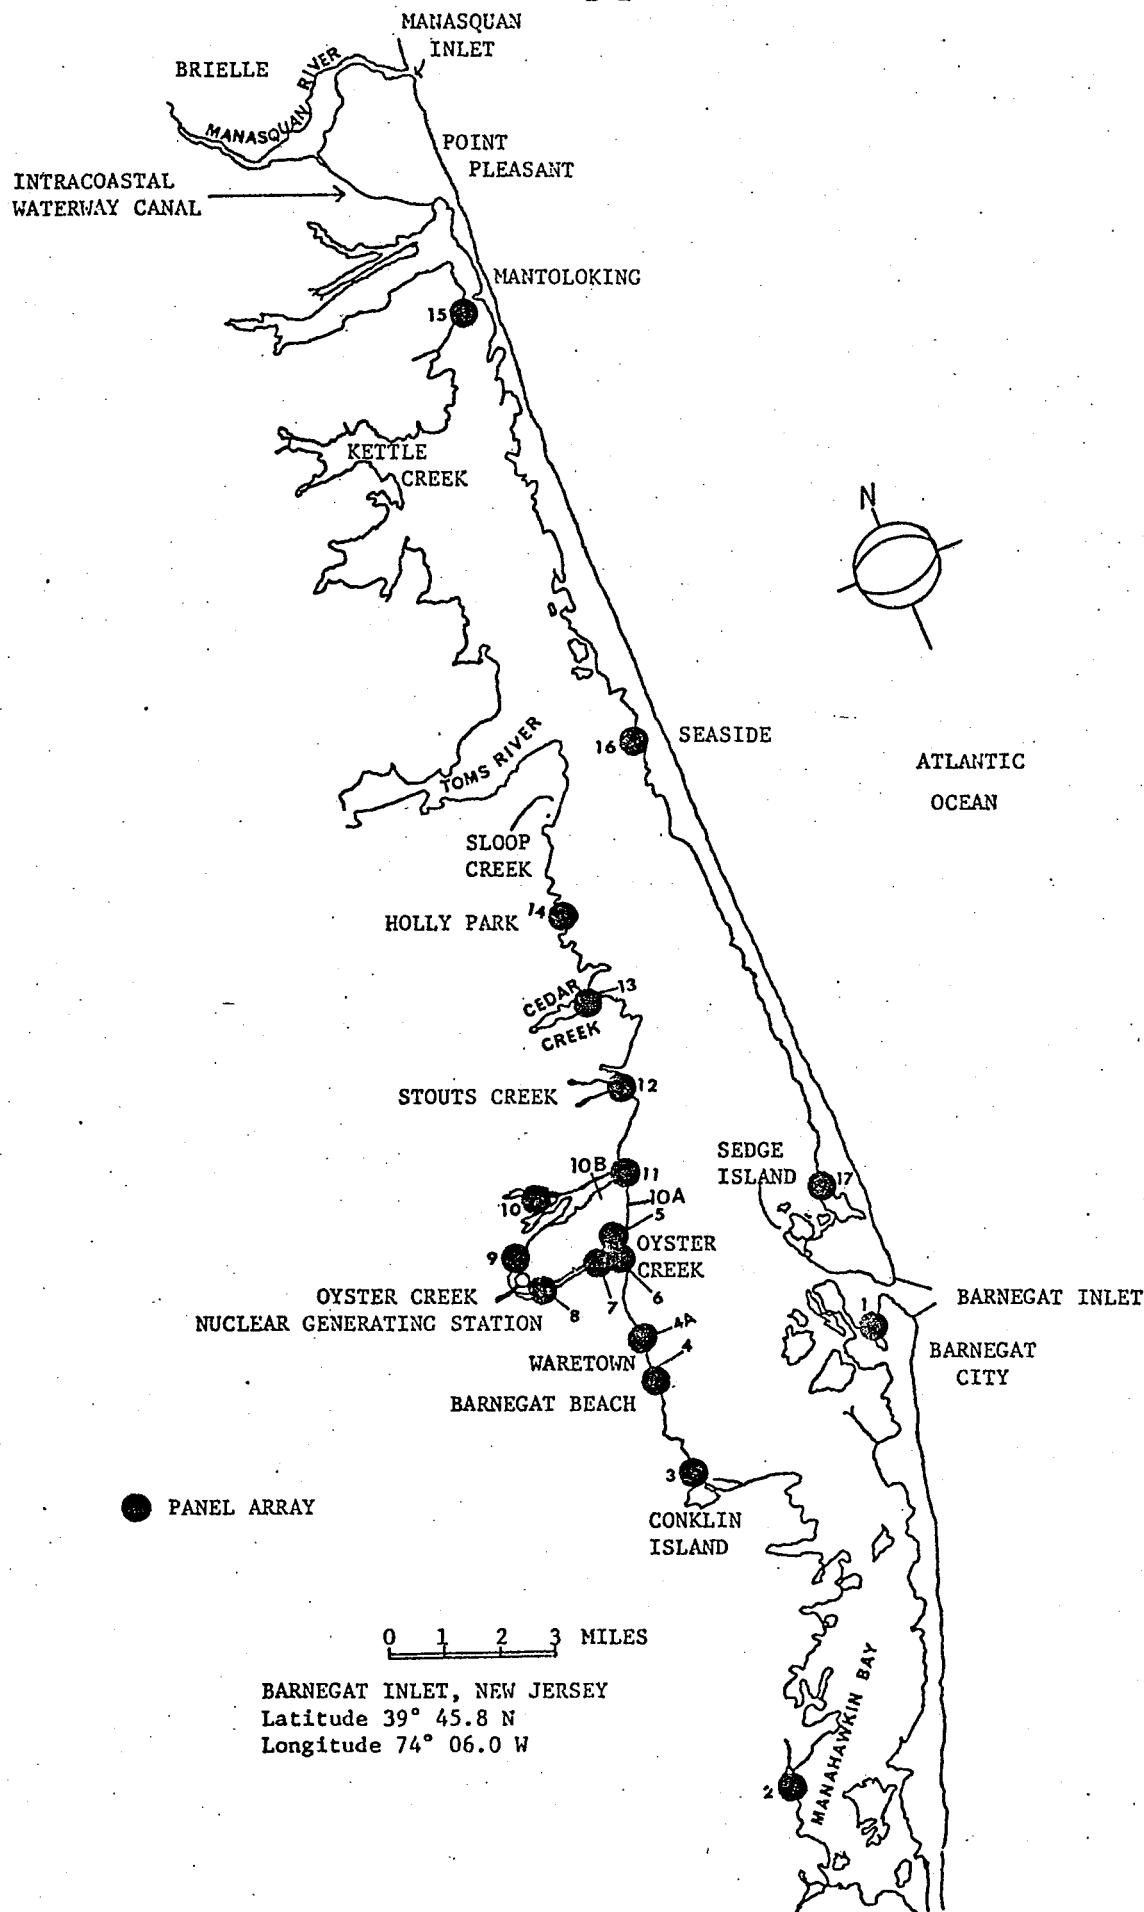 MANASQUAN
INLET
BRIELLE
MANASQUAN RIVER
POINT
PLEASANT
INTRACOASTAL
WATERWAY CANAL
MANTOLOKING
15
KETTLE
CREEK
N
16
SEASIDE
TOMS RIVER
ATLANTIC
OCEAN
SLOOP
CREEK
HOLLY PARK
14
CEDAR
CREEK
13
STOUTS CREEK
12
SEDGE
ISLAND
17
10B
11
10
10A
5
9
OYSTER
CREEK
OYSTER CREEK
NUCLEAR GENERATING STATION
8
7
6
BARNEGAT INLET
1
4A
WARETOWN
4
BARNEGAT
CITY
BARNEGAT BEACH
3
CONKLIN
ISLAND
PANEL ARRAY
0 1 2 3 MILES
BARNEGAT INLET, NEW JERSEY
Latitude 39° 45.8 N
Longitude 74° 06.0 W
MANAHAWKIN BAY
2